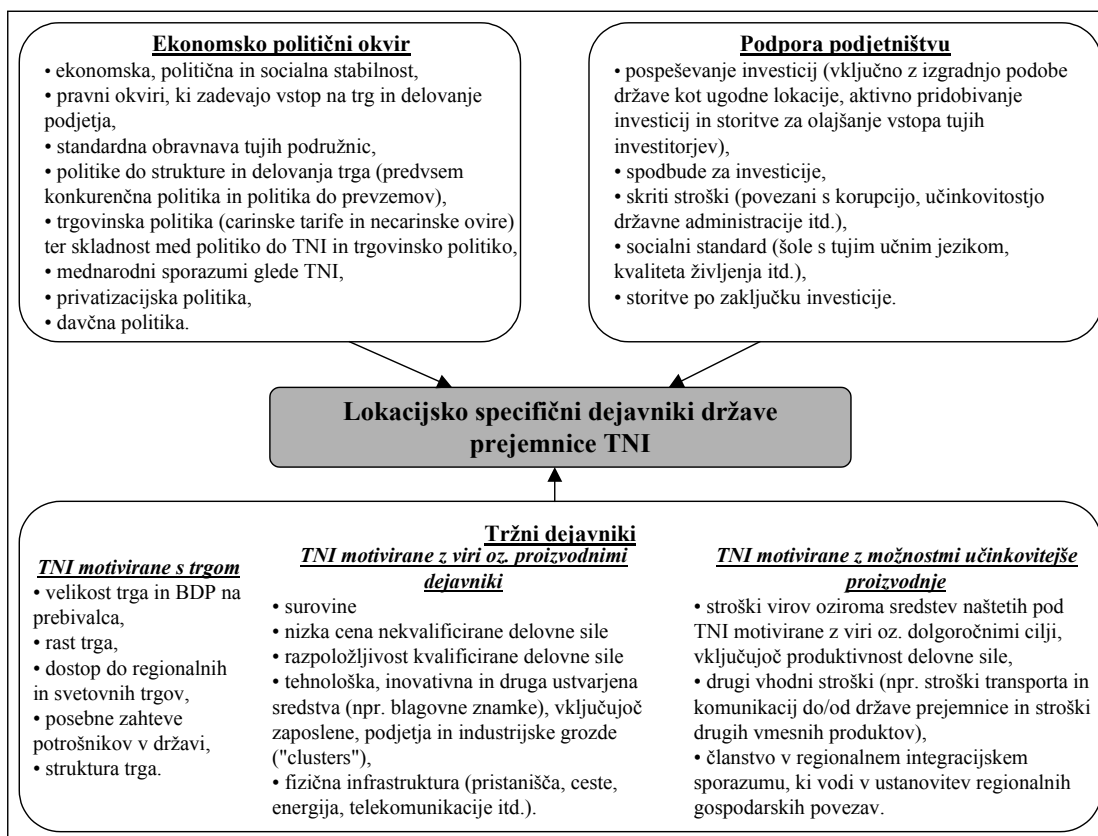 Ekonomsko politični okvir
• ekonomska, politična in socialna stabilnost,
• pravni okviri, ki zadevajo vstop na trg in delovanje
podjetja,
• standardna obravnava tujih podružnic,
• politike do strukture in delovanja trga (predvsem
konkurenčna politika in politika do prevzemov),
• trgovinska politika (carinske tarife in necarinske ovire)
ter skladnost med politiko do TNI in trgovinsko politiko,
• mednarodni sporazumi glede TNI,
• privatizacijska politika,
• davčna politika.
Podpora podjetništvu
• pospeševanje investicij (vključno z izgradnjo podobe
države kot ugodne lokacije, aktivno pridobivanje
investicij in storitve za olajšanje vstopa tujih
investitorjev),
• spodbude za investicije,
• skriti stroški (povezani s korupcijo, učinkovitostjo
državne administracije itd.),
• socialni standard (šole s tujim učnim jezikom,
kvaliteta življenja itd.),
• storitve po zaključku investicije.
Lokacijsko specifični dejavniki države
prejemnice TNI
Tržni dejavniki
TNI motivirane s trgom
• velikost trga in BDP na
prebivalca,
• rast trga,
• dostop do regionalnih
in svetovnih trgov,
• posebne zahteve
potrošnikov v državi,
• struktura trga.
TNI motivirane z viri oz. proizvodnimi
dejavniki
• surovine
• nizka cena nekvalificirane delovne sile
• razpoložljivost kvalificirane delovne sile
• tehnološka, inovativna in druga ustvarjena
sredstva (npr. blagovne znamke), vključujoč
zaposlene, podjetja in industrijske grozde
("clusters"),
• fizična infrastruktura (pristanišča, ceste,
energija, telekomunikacije itd.).
TNI motivirane z možnostmi učinkovitejše
proizvodnje
• stroški virov oziroma sredstev naštetih pod
TNI motivirane z viri oz. dolgoročnimi cilji,
vključujoč produktivnost delovne sile,
• drugi vhodni stroški (npr. stroški transporta in
komunikacij do/od države prejemnice in stroški
drugih vmesnih produktov),
• članstvo v regionalnem integracijskem
sporazumu, ki vodi v ustanovitev regionalnih
gospodarskih povezav.